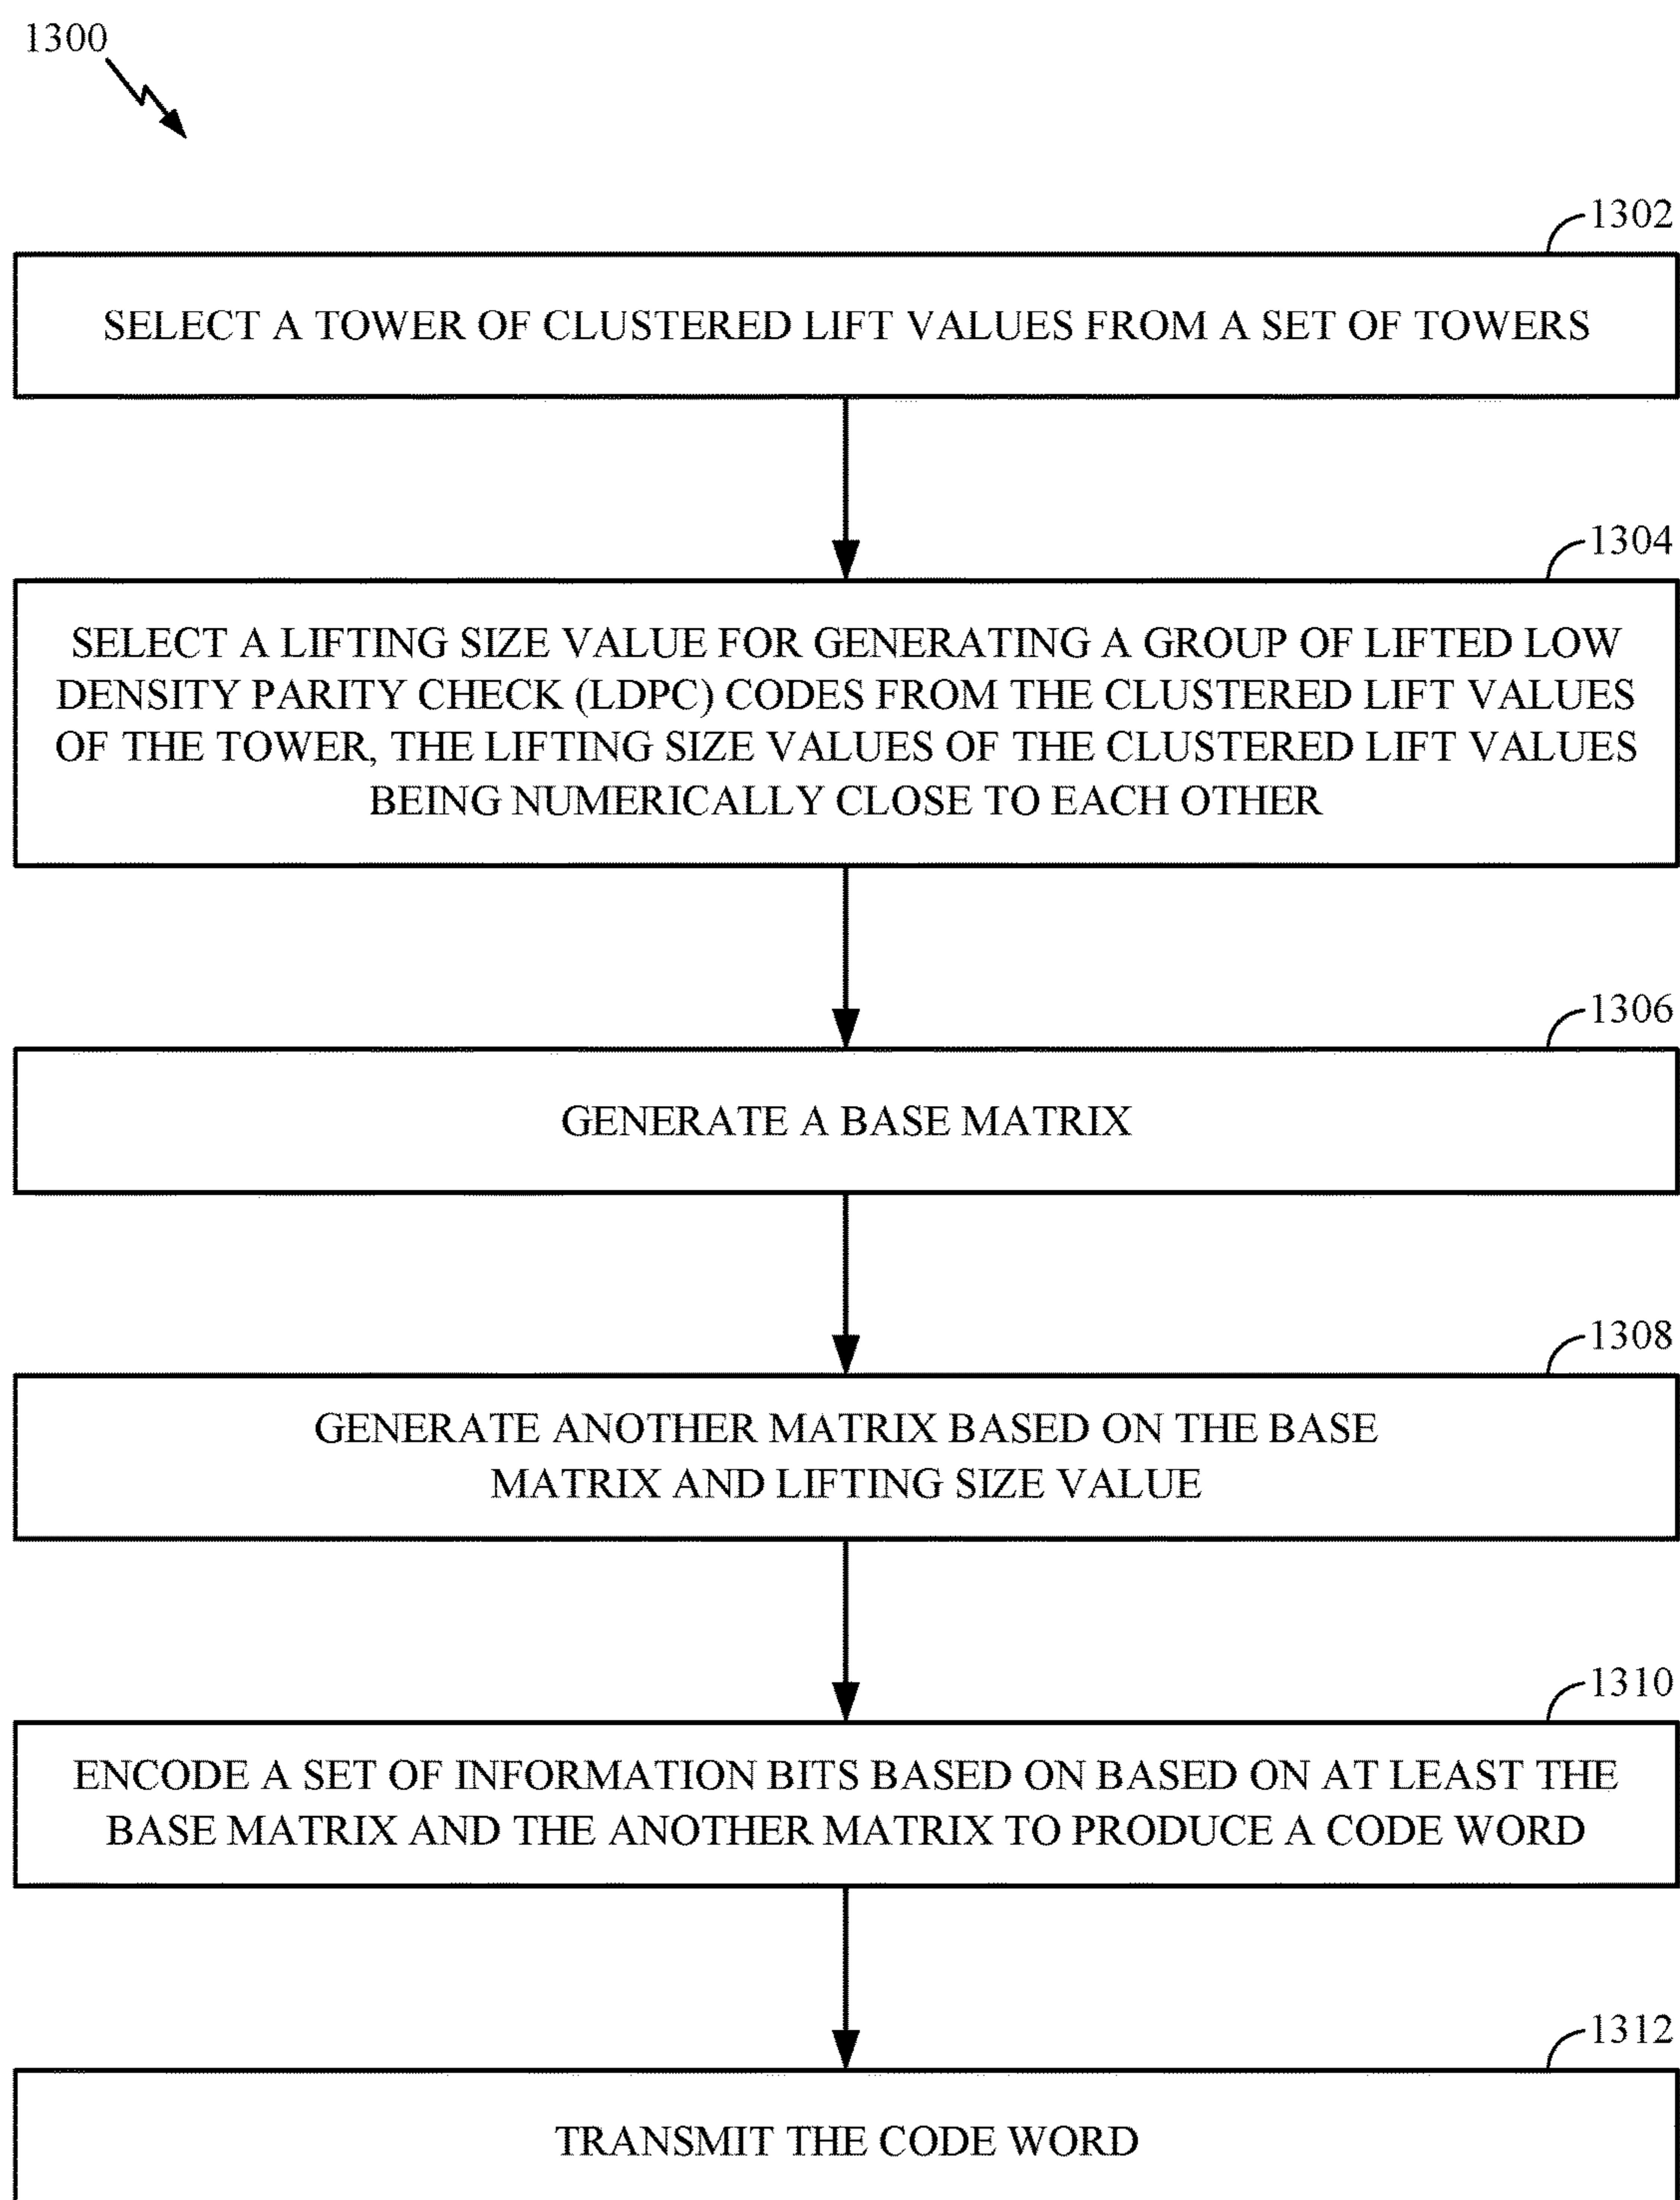 1300
1302
SELECT A TOWER OF CLUSTERED LIFT VALUES FROM A SET OF TOWERS
1304
SELECT A LIFTING SIZE VALUE FOR GENERATING A GROUP OF LIFTED LOW
DENSITY PARITY CHECK (LDPC) CODES FROM THE CLUSTERED LIFT VALUES
OF THE TOWER, THE LIFTING SIZE VALUES OF THE CLUSTERED LIFT VALUES
BEING NUMERICALLY CLOSE TO EACH OTHER
1306
GENERATE A BASE MATRIX
1308
GENERATE ANOTHER MATRIX BASED ON THE BASE
MATRIX AND LIFTING SIZE VALUE
1310
ENCODE A SET OF INFORMATION BITS BASED ON BASED ON AT LEAST THE
BASE MATRIX AND THE ANOTHER MATRIX TO PRODUCE A CODE WORD
1312
TRANSMIT THE CODE WORD